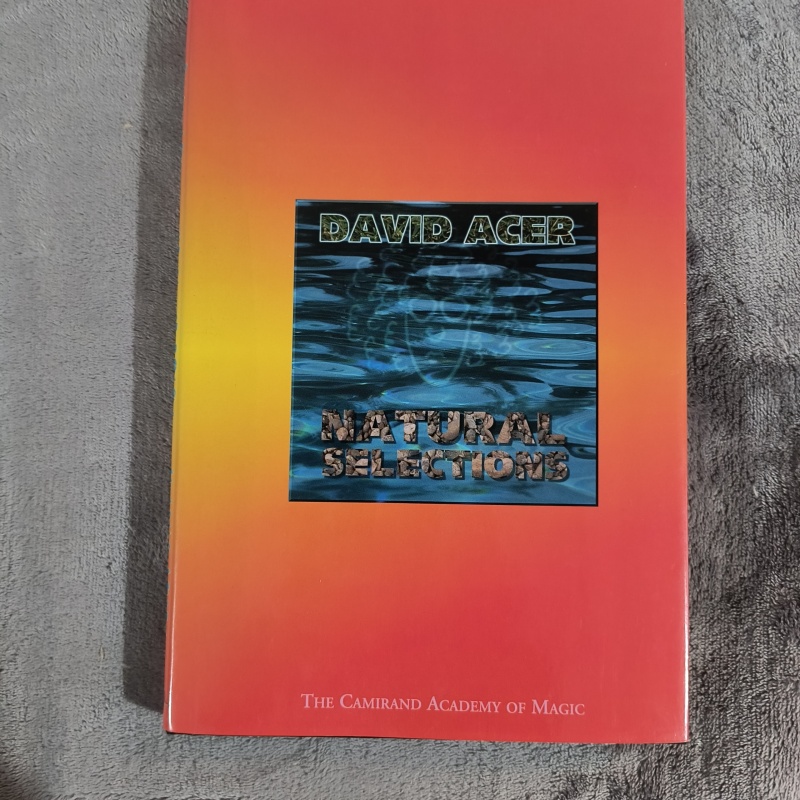 DAVID ACER
NATURAL
SELECTIONS
THE CAMIRAND ACADEMY OF MAGIC